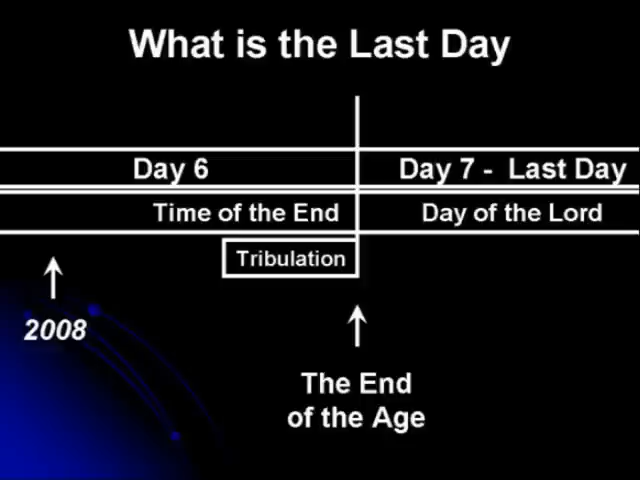 What is the Last Day
Day 6
Day 7 - Last Day
Time of the End
Day of the Lord
Tribulation
2008
The End
of the Age